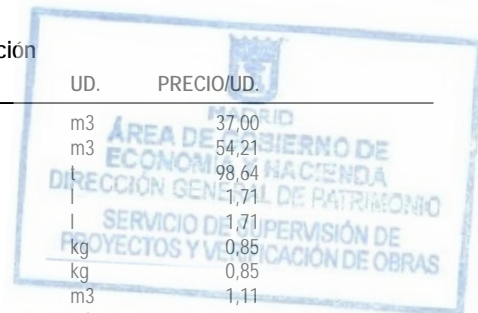 ción
UD. PRECIO/UD.
MADRID
m3 37,00
ÁREA DE GOBIERNO DE
m3 54,21
ECONOMÍA Y HACIENDA
t 98,64
DIRECCIÓN GENERAL DE PATRIMONIO
l 1,71
l 1,71
SERVICIO DE SUPERVISIÓN DE
kg 0,85
PROYECTOS Y VERIFICACIÓN DE OBRAS
kg 0,85
m3 1,11